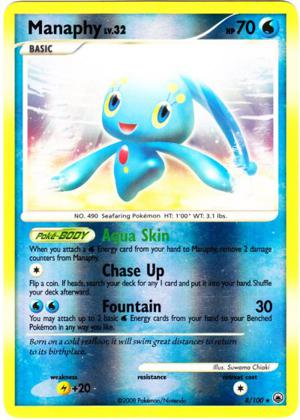 Manaphy LV.32 HP 70
BASIC
NO. 490 Seafaring Pokémon HT: 1'00" WT: 3.1 lbs.
Poké-BODY Aqua Skin
When you attach a Energy card from your hand to Manaphy, remove 2 damage
counters from Manaphy.
Chase Up
Flip a coin. If heads, search your deck for any 1 card and put it into your hand. Shuffle
your deck afterward.
Fountain 30
You may attach up to 2 basic Energy cards from your hand to your Benched
Pokémon in any way you like.
Born on a cold seafloor, it will swim great distances to return
to its birthplace.
Illus. Suwama Chiaki
weakness resistance retreat cost
+20
©2008 Pokémon/Nintendo
8/100 ★